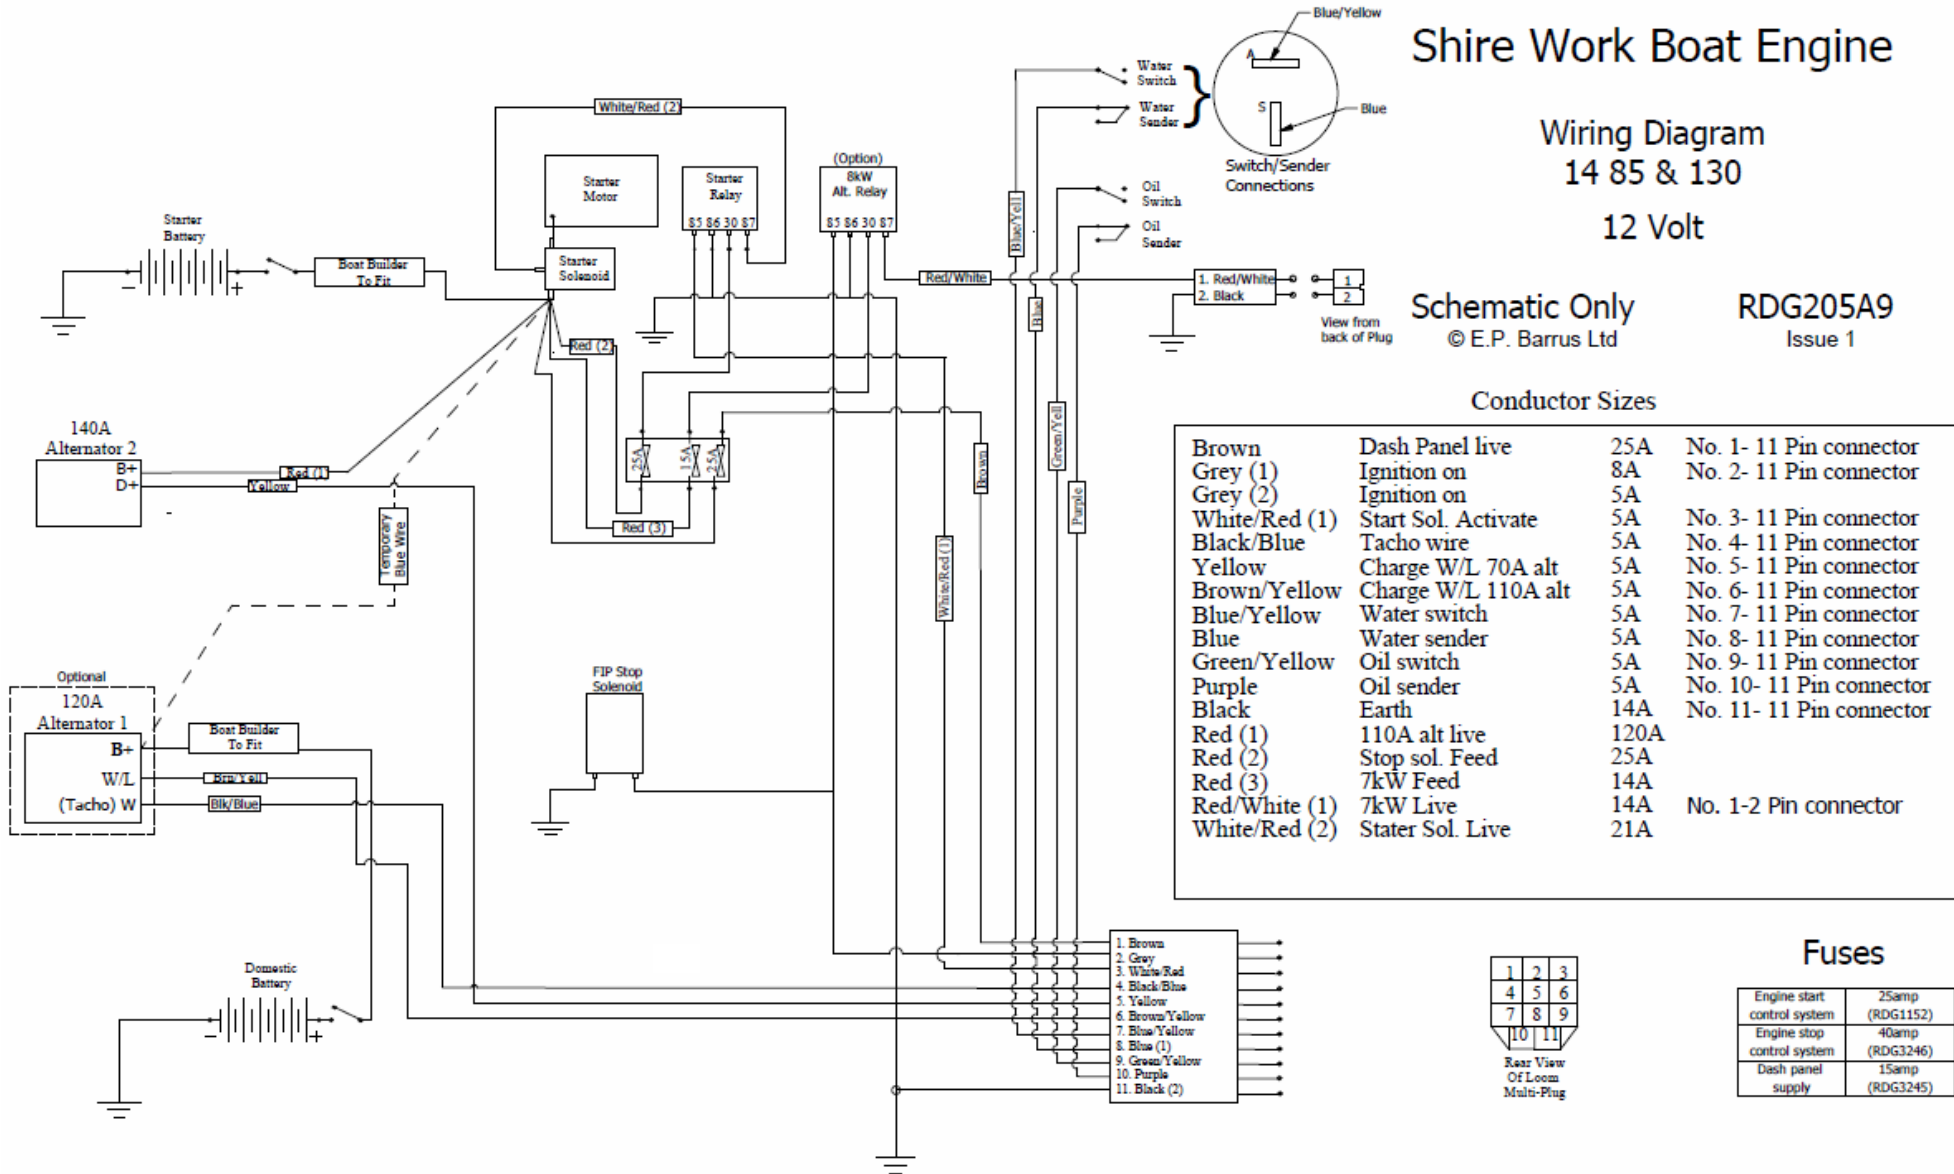 Blue/Yellow
A
S
Blue
Switch/Sender
Connections
Water
Switch
Water
Sender
Oil
Switch
Oil
Sender
Shire Work Boat Engine
Wiring Diagram
14 85 & 130
12 Volt
Schematic Only
© E.P. Barrus Ltd
RDG205A9
Issue 1
White/Red (2)
Starter
Motor
Starter
Relay
85 86 30 87
(Option)
8kW
Alt. Relay
85 86 30 87
Starter
Battery
- +
Boat Builder
To Fit
Starter
Solenoid
Red/White
1. Red/White
2. Black
1
2
View from
back of Plug
Blue/Yell
Blue
Green/Yell
Purple
Brown
White/Red (1)
Red (2)
25A
15A
25A
Red (3)
140A
Alternator 2
B+
D+
Red (1)
Yellow
-
Temporary
Blue Wire
Optional
120A
Alternator 1
B+
W/L
(Tacho) W
Boat Builder
To Fit
Brn/Yell
Blk/Blue
FIP Stop
Solenoid
Domestic
Battery
- +
Conductor Sizes
Brown Dash Panel live 25A No. 1- 11 Pin connector
Grey (1) Ignition on 8A No. 2- 11 Pin connector
Grey (2) Ignition on 5A
White/Red (1) Start Sol. Activate 5A No. 3- 11 Pin connector
Black/Blue Tacho wire 5A No. 4- 11 Pin connector
Yellow Charge W/L 70A alt 5A No. 5- 11 Pin connector
Brown/Yellow Charge W/L 110A alt 5A No. 6- 11 Pin connector
Blue/Yellow Water switch 5A No. 7- 11 Pin connector
Blue Water sender 5A No. 8- 11 Pin connector
Green/Yellow Oil switch 5A No. 9- 11 Pin connector
Purple Oil sender 5A No. 10- 11 Pin connector
Black Earth 14A No. 11- 11 Pin connector
Red (1) 110A alt live 120A
Red (2) Stop sol. Feed 25A
Red (3) 7kW Feed 14A
Red/White (1) 7kW Live 14A No. 1-2 Pin connector
White/Red (2) Stater Sol. Live 21A
1. Brown
2. Grey
3. White/Red
4. Black/Blue
5. Yellow
6. Brown/Yellow
7. Blue/Yellow
8. Blue (1)
9. Green/Yellow
10. Purple
11. Black (2)
1 2 3
4 5 6
7 8 9
10 11
Rear View
Of Loom
Multi-Plug
Fuses
Engine start 25amp
control system (RDG1152)
Engine stop 40amp
control system (RDG3246)
Dash panel 15amp
supply (RDG3245)